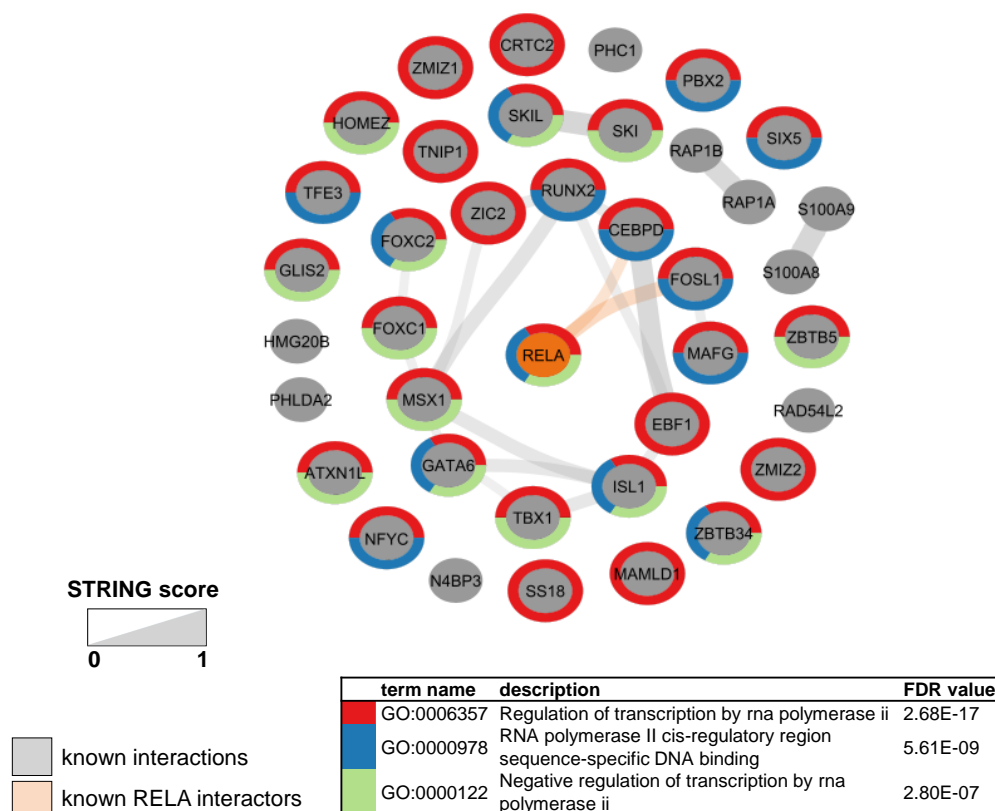 CRTC2
PHC1
ZMIZ1
PBX2
SKIL
HOMEZ
SKI
SIX5
TNIP1
RAP1B
TFE3
RUNX2
RAP1A
S100A9
ZIC2
CEBPD
FOXC2
GLIS2
FOSL1
S100A8
FOXC1
HMG20B
ZBTB5
RELA
MAFG
PHLDA2
MSX1
RAD54L2
EBF1
ATXN1L
GATA6
ZMIZ2
ISL1
TBX1
NFYC
ZBTB34
N4BP3
SS18
MAMLD1
STRING score
0 1
term name description FDR value
GO:0006357 Regulation of transcription by rna polymerase ii 2.68E-17
GO:0000978 RNA polymerase II cis-regulatory region
sequence-specific DNA binding 5.61E-09
GO:0000122 Negative regulation of transcription by rna
polymerase ii 2.80E-07
known interactions
known RELA interactors